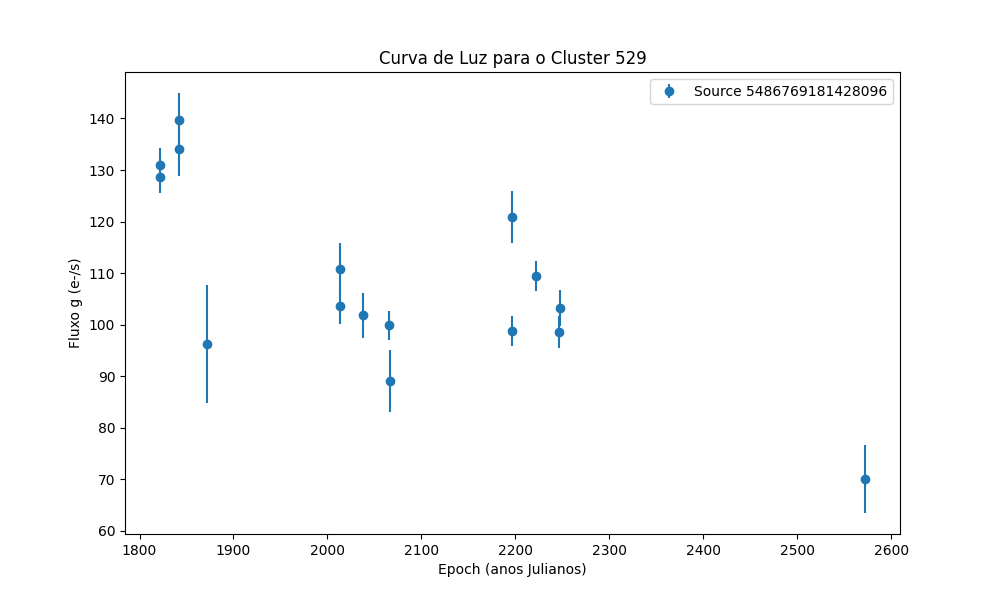 Curva de Luz para o Cluster 529
Source 5486769181428096
140
130
120
110
100
90
80
70
60
Fluxo g (e-/s)
1800 1900 2000 2100 2200 2300 2400 2500 2600
Epoch (anos Julianos)